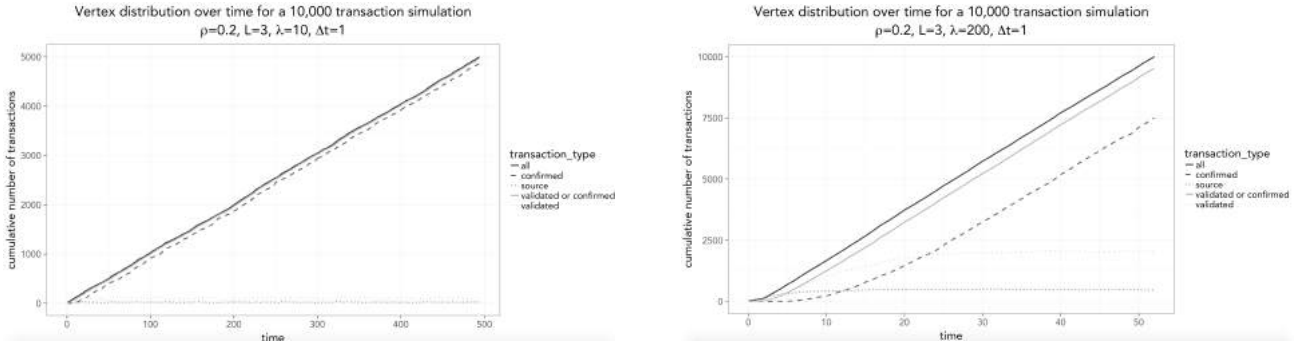 Vertex distribution over time for a 10,000 transaction simulation
ρ=0.2, L=3, λ=10, Δt=1
cumulative number of transactions
5000
4000
3000
2000
1000
0
0 100 200 300 400 500
time
transaction_type
all
confirmed
source
validated or confirmed
validated
Vertex distribution over time for a 10,000 transaction simulation
ρ=0.2, L=3, λ=200, Δt=1
cumulative number of transactions
10000
7500
5000
2500
0
0 10 20 30 40 50
time
transaction_type
all
confirmed
source
validated or confirmed
validated